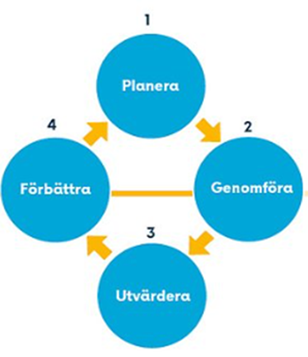 1
Planera
2
Genomföra
3
Utvärdera
4
Förbättra